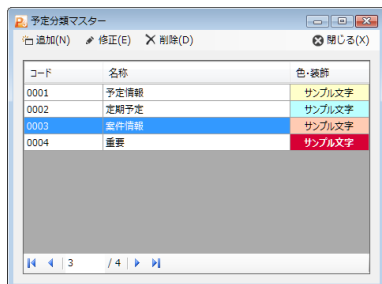 予定分類マスター
追加(N) 修正(E) 削除(D) 閉じる(X)
コード 名称 色・装飾
0001 予定情報 サンプル文字
0002 定期予定 サンプル文字
0003 案件情報 サンプル文字
0004 重要 サンプル文字
3 / 4